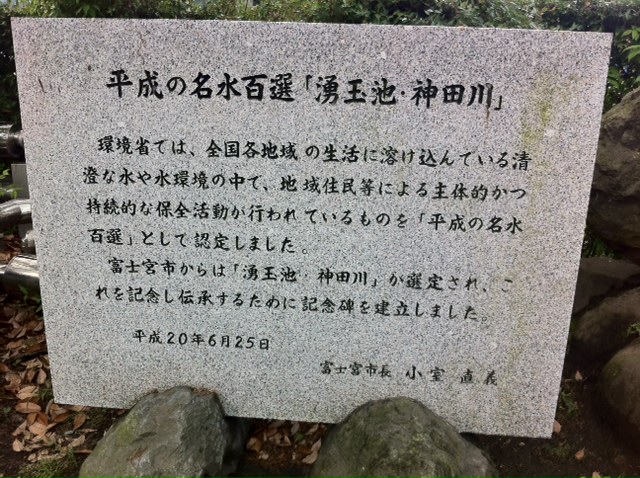 平成の名水百選「湧玉池・神田川」
環境省では、全国各地域の生活に溶け込んでいる清
澄な水や水環境の中で、地域住民等による主体的かつ
持続的な保全活動が行われているものを「平成の名水
百選」として認定しました。
富士宮市からは「湧玉池・神田川」が選定され、こ
れを記念し伝承するために記念碑を建立しました。
平成20年6月25日
富士宮市長 小室 直義